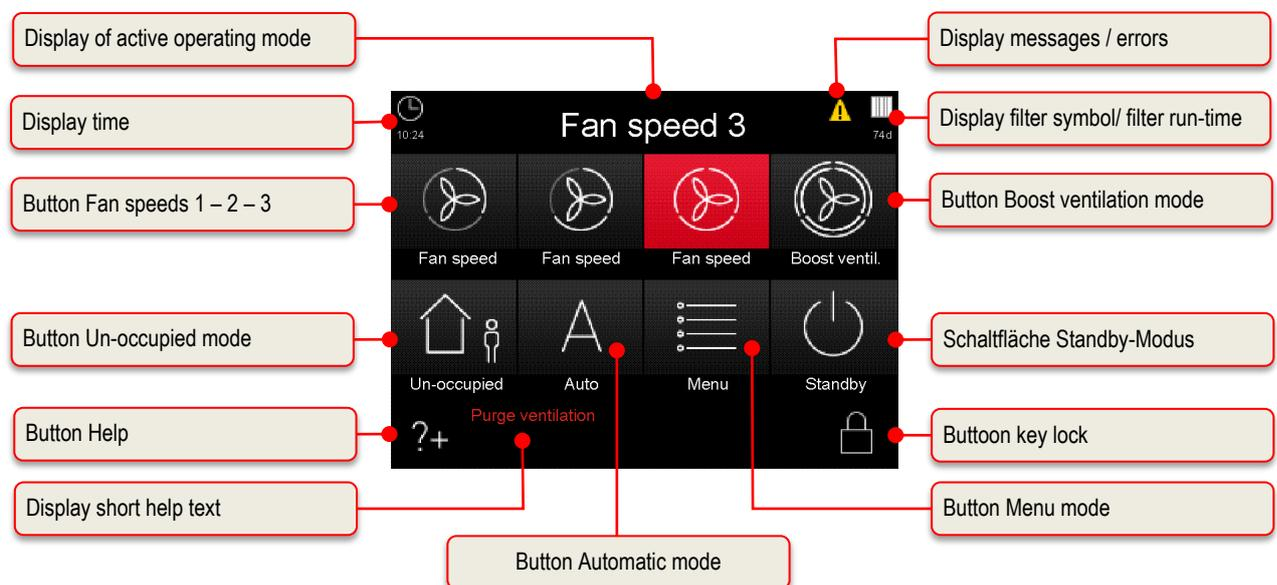 Display of active operating mode
Display messages / errors
Display time
10:24
Fan speed 3
74d
Display filter symbol/ filter run-time
Button Fan speeds 1 – 2 – 3
Button Boost ventilation mode
Fan speed
Fan speed
Fan speed
Boost ventil.
Button Un-occupied mode
A
Schaltfläche Standby-Modus
Un-occupied
Auto
Menu
Standby
Button Help
?+
Purge ventilation
Buttoon key lock
Display short help text
Button Menu mode
Button Automatic mode